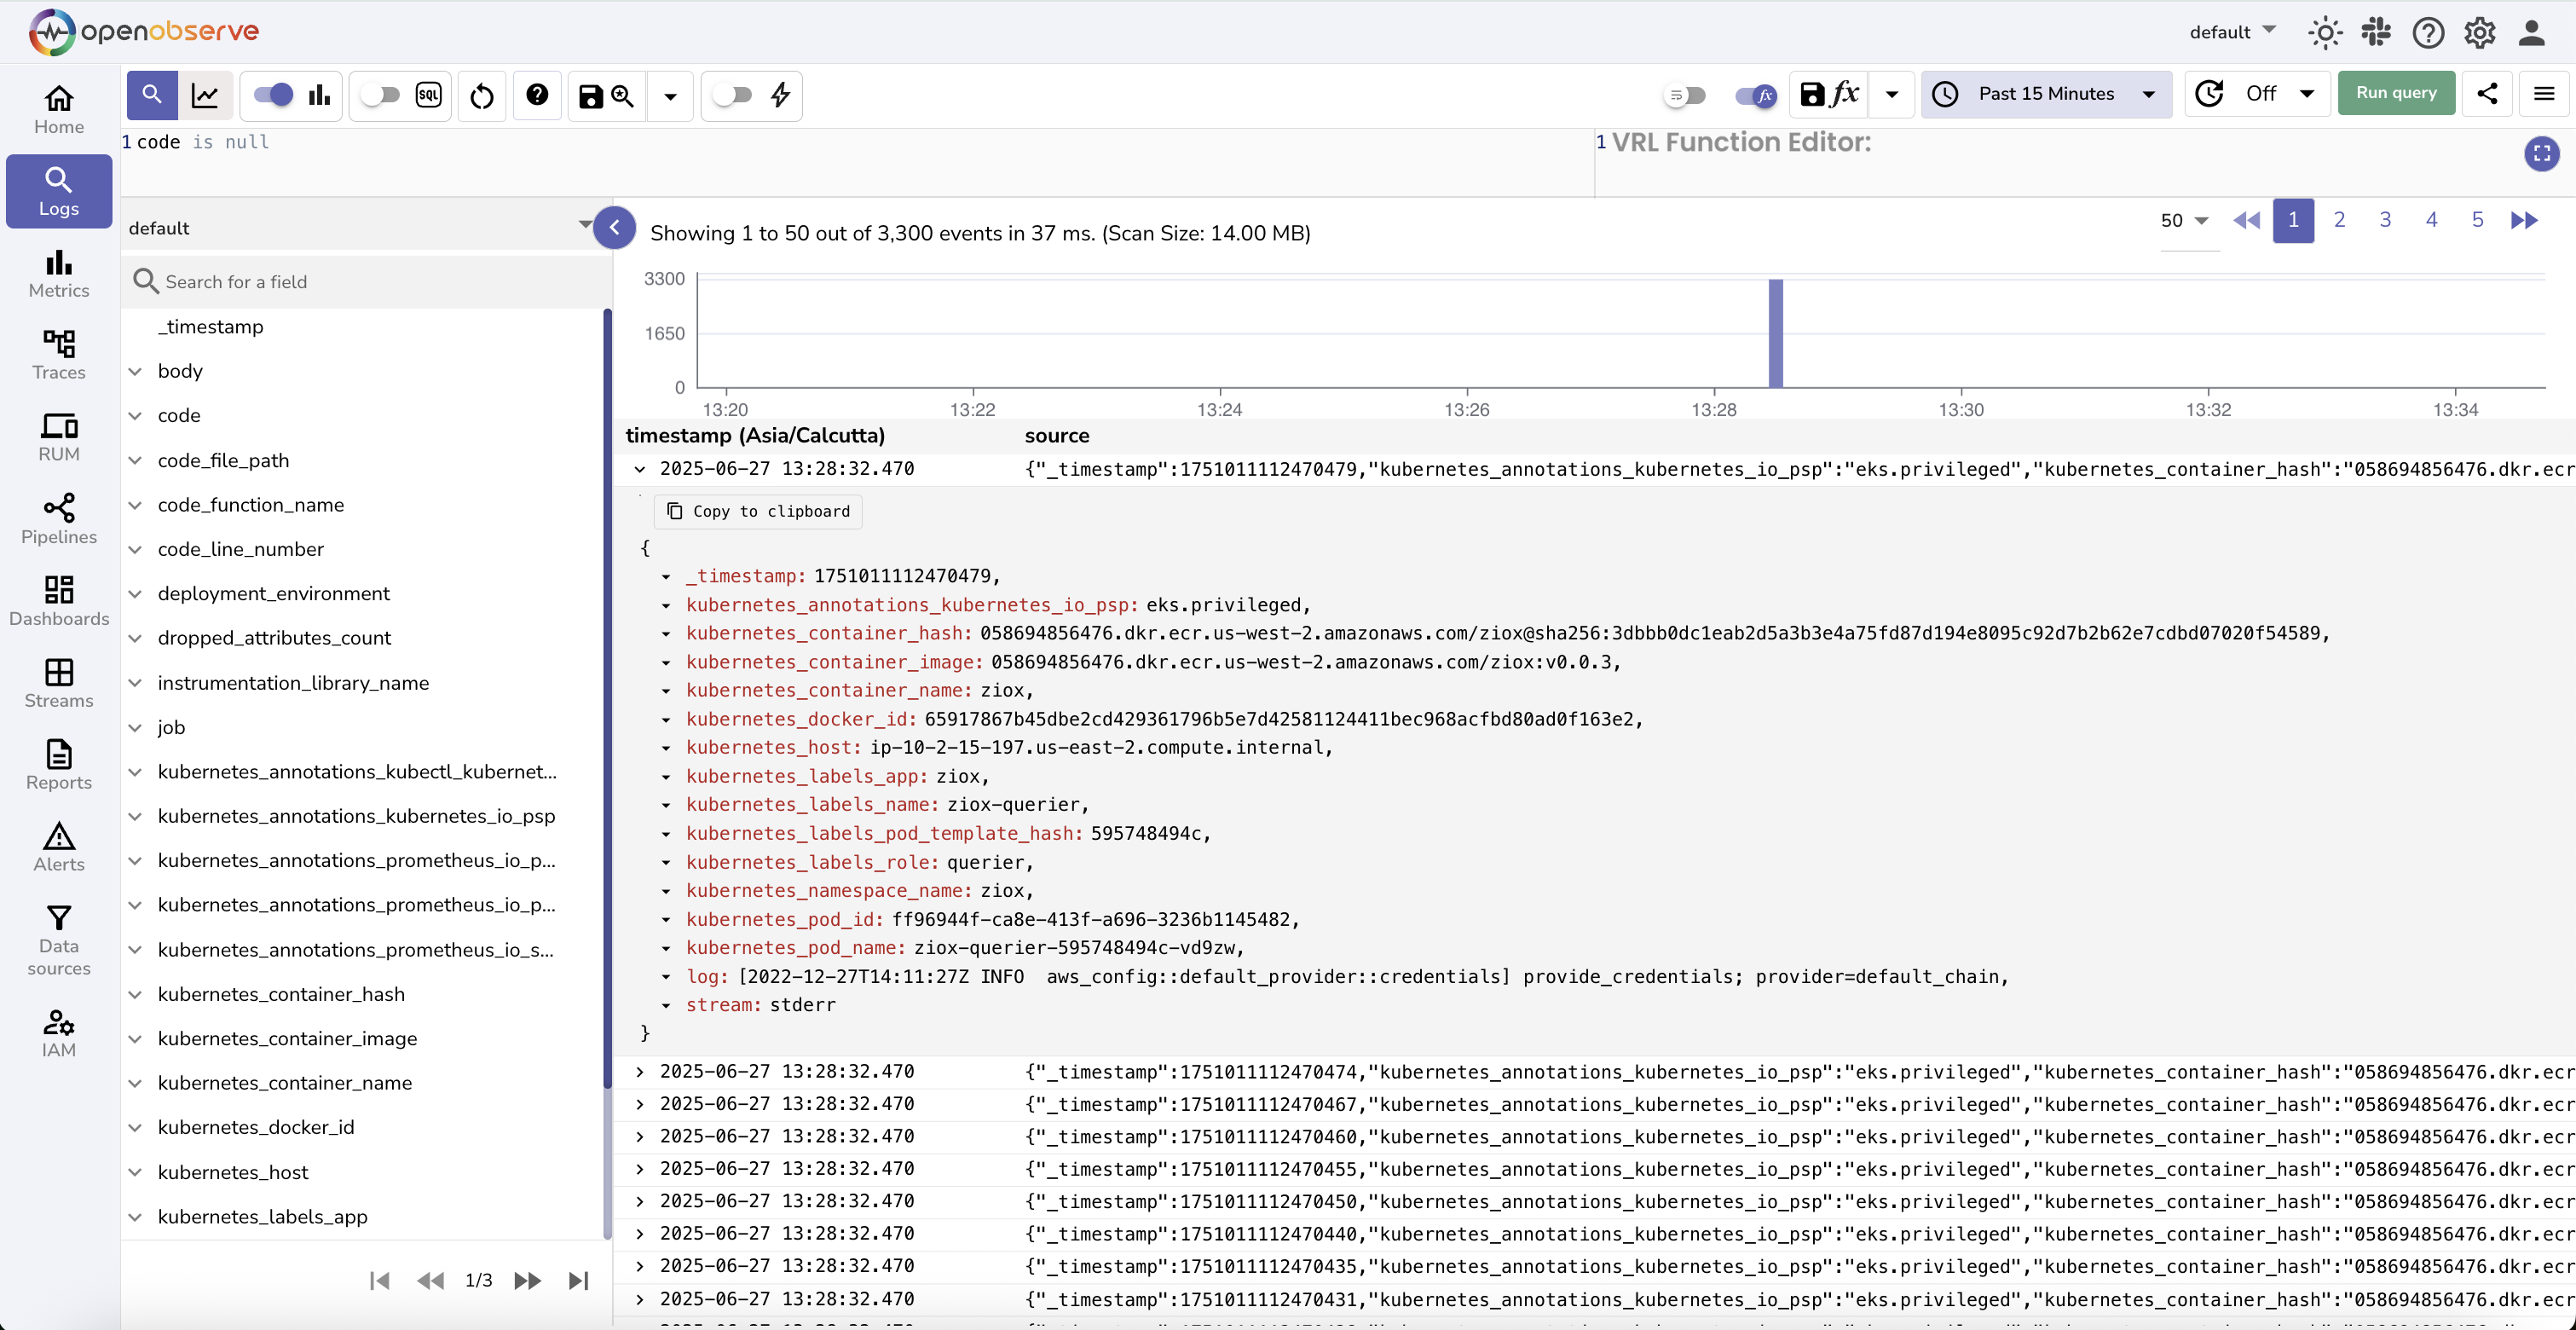 openobserve
default
Past 15 Minutes
Off
Run query
SQL
fx
fx
Home
Logs
Metrics
Traces
RUM
Pipelines
Dashboards
Streams
Reports
Alerts
Data
sources
IAM
1 code is null
1 VRL Function Editor:
default
Search for a field
_timestamp
body
code
code_file_path
code_function_name
code_line_number
deployment_environment
dropped_attributes_count
instrumentation_library_name
job
kubernetes_annotations_kubectl_kubernet...
kubernetes_annotations_kubernetes_io_psp
kubernetes_annotations_prometheus_io_p...
kubernetes_annotations_prometheus_io_p...
kubernetes_annotations_prometheus_io_s...
kubernetes_container_hash
kubernetes_container_image
kubernetes_container_name
kubernetes_docker_id
kubernetes_host
kubernetes_labels_app
1/3
Showing 1 to 50 out of 3,300 events in 37 ms. (Scan Size: 14.00 MB)
50 1 2 3 4 5
3300
1650
0
13:20 13:22 13:24 13:26 13:28 13:30 13:32 13:34
timestamp (Asia/Calcutta) source
2025-06-27 13:28:32.470 {"_timestamp":1751011112470479,"kubernetes_annotations_kubernetes_io_psp":"eks.privileged","kubernetes_container_hash":"058694856476.dkr.ecr
Copy to clipboard
{
_timestamp: 1751011112470479,
kubernetes_annotations_kubernetes_io_psp: eks.privileged,
kubernetes_container_hash: 058694856476.dkr.ecr.us-west-2.amazonaws.com/ziox@sha256:3dbbb0dc1eab2d5a3b3e4a75fd87d194e8095c92d7b2b62e7cdbd07020f54589,
kubernetes_container_image: 058694856476.dkr.ecr.us-west-2.amazonaws.com/ziox:v0.0.3,
kubernetes_container_name: ziox,
kubernetes_docker_id: 65917867b45dbe2cd429361796b5e7d42581124411bec968acfbd80ad0f163e2,
kubernetes_host: ip-10-2-15-197.us-east-2.compute.internal,
kubernetes_labels_app: ziox,
kubernetes_labels_name: ziox-querier,
kubernetes_labels_pod_template_hash: 595748494c,
kubernetes_labels_role: querier,
kubernetes_namespace_name: ziox,
kubernetes_pod_id: ff96944f-ca8e-413f-a696-3236b1145482,
kubernetes_pod_name: ziox-querier-595748494c-vd9zw,
log: [2022-12-27T14:11:27Z INFO  aws_config::default_provider::credentials] provide_credentials; provider=default_chain,
stream: stderr
}
2025-06-27 13:28:32.470 {"_timestamp":1751011112470474,"kubernetes_annotations_kubernetes_io_psp":"eks.privileged","kubernetes_container_hash":"058694856476.dkr.ecr
2025-06-27 13:28:32.470 {"_timestamp":1751011112470467,"kubernetes_annotations_kubernetes_io_psp":"eks.privileged","kubernetes_container_hash":"058694856476.dkr.ecr
2025-06-27 13:28:32.470 {"_timestamp":1751011112470460,"kubernetes_annotations_kubernetes_io_psp":"eks.privileged","kubernetes_container_hash":"058694856476.dkr.ecr
2025-06-27 13:28:32.470 {"_timestamp":1751011112470455,"kubernetes_annotations_kubernetes_io_psp":"eks.privileged","kubernetes_container_hash":"058694856476.dkr.ecr
2025-06-27 13:28:32.470 {"_timestamp":1751011112470450,"kubernetes_annotations_kubernetes_io_psp":"eks.privileged","kubernetes_container_hash":"058694856476.dkr.ecr
2025-06-27 13:28:32.470 {"_timestamp":1751011112470440,"kubernetes_annotations_kubernetes_io_psp":"eks.privileged","kubernetes_container_hash":"058694856476.dkr.ecr
2025-06-27 13:28:32.470 {"_timestamp":1751011112470435,"kubernetes_annotations_kubernetes_io_psp":"eks.privileged","kubernetes_container_hash":"058694856476.dkr.ecr
2025-06-27 13:28:32.470 {"_timestamp":1751011112470431,"kubernetes_annotations_kubernetes_io_psp":"eks.privileged","kubernetes_container_hash":"058694856476.dkr.ecr